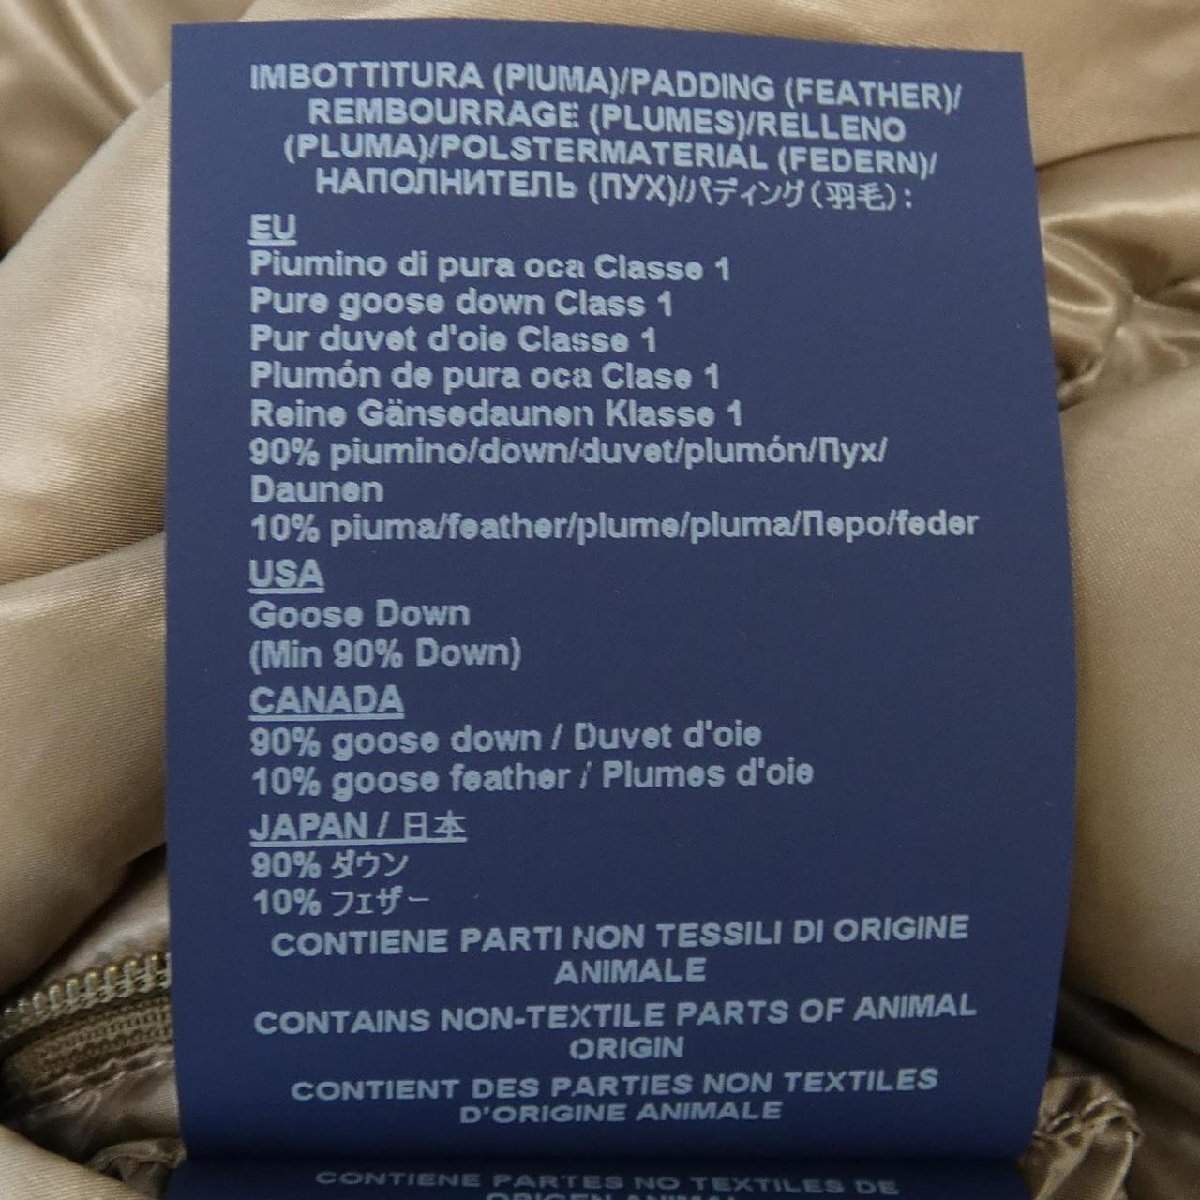 IMBOTTITURA (PIUMA)/PADDING (FEATHER)/
REMBOURRAGE (PLUMES)/RELLENO
(PLUMA)/POLSTERMATERIAL (FEDERN)/
НАПОЛНИТЕЛЬ (ПУХ)/パディング(羽毛):
EU
Piumino di pura oca Classe 1
Pure goose down Class 1
Pur duvet d'oie Classe 1
Plumón de pura oca Clase 1
Reine Gänsedaunen Klasse 1
90% piumino/down/duvet/plumón/Пух/
Daunen
10% piuma/feather/plume/pluma/Перо/feder
USA
Goose Down
(Min 90% Down)
CANADA
90% goose down / Duvet d'oie
10% goose feather / Plumes d'oie
JAPAN / 日本
90% ダウン
10% フェザー
CONTIENE PARTI NON TESSILI DI ORIGINE
ANIMALE
CONTAINS NON-TEXTILE PARTS OF ANIMAL
ORIGIN
CONTIENT DES PARTIES NON TEXTILES
D'ORIGINE ANIMALE
CONTIENE PARTES NO TEXTILES DE
ORIGEN ANIMAL